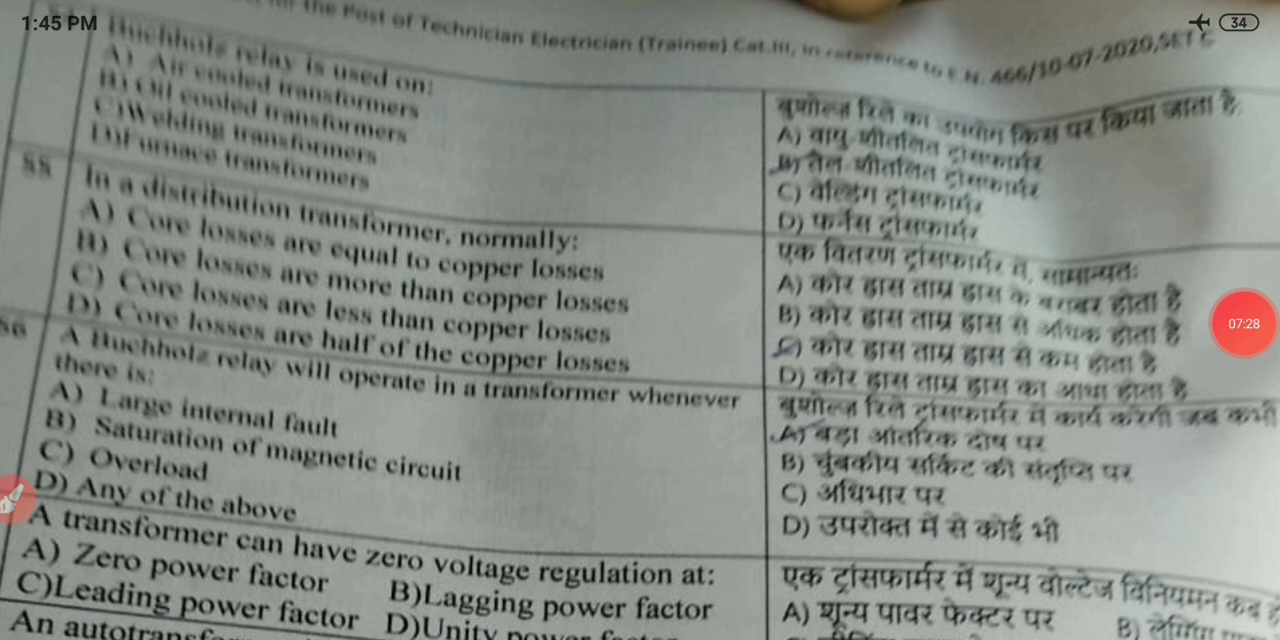 1:45 PM
34
for the Post of Technician Electrician (Trainee) Cat.III, in reference to E.N. 466/10-07-2020, SET C
Buchholz relay is used on:
A) Air cooled transformers
B) Oil cooled transformers
C)Welding transformers
D)Furnace transformers
बुशोल्ज़ रिले का उपयोग किस पर किया जाता है.
A) वायु-शीतलित ट्रांसफार्मर
B) तैल-शीतलित ट्रांसफार्मर
C) वेल्डिंग ट्रांसफार्मर
D) फर्नेस ट्रांसफार्मर
55
In a distribution transformer, normally:
A) Core losses are equal to copper losses
B) Core losses are more than copper losses
C) Core losses are less than copper losses
D) Core losses are half of the copper losses
एक वितरण ट्रांसफार्मर में, सामान्यतः
A) कोर ह्रास ताम्र ह्रास के बराबर होता है
B) कोर ह्रास ताम्र ह्रास से अधिक होता है
C) कोर ह्रास ताम्र ह्रास से कम होता है
D) कोर ह्रास ताम्र ह्रास का आधा होता है
56
A Buchholz relay will operate in a transformer whenever
there is:
A) Large internal fault
B) Saturation of magnetic circuit
C) Overload
D) Any of the above
बुशोल्ज़ रिले ट्रांसफार्मर में कार्य करेगी जब कभी
A) बड़ा आंतरिक दोष पर
B) चुंबकीय सर्किट की संतृप्ति पर
C) अधिभार पर
D) उपरोक्त में से कोई भी
07:28
A transformer can have zero voltage regulation at:
A) Zero power factor B)Lagging power factor
C)Leading power factor D)Unity power factor
एक ट्रांसफार्मर में शून्य वोल्टेज विनियमन कब
A) शून्य पावर फेक्टर पर B) लेगिंग
An